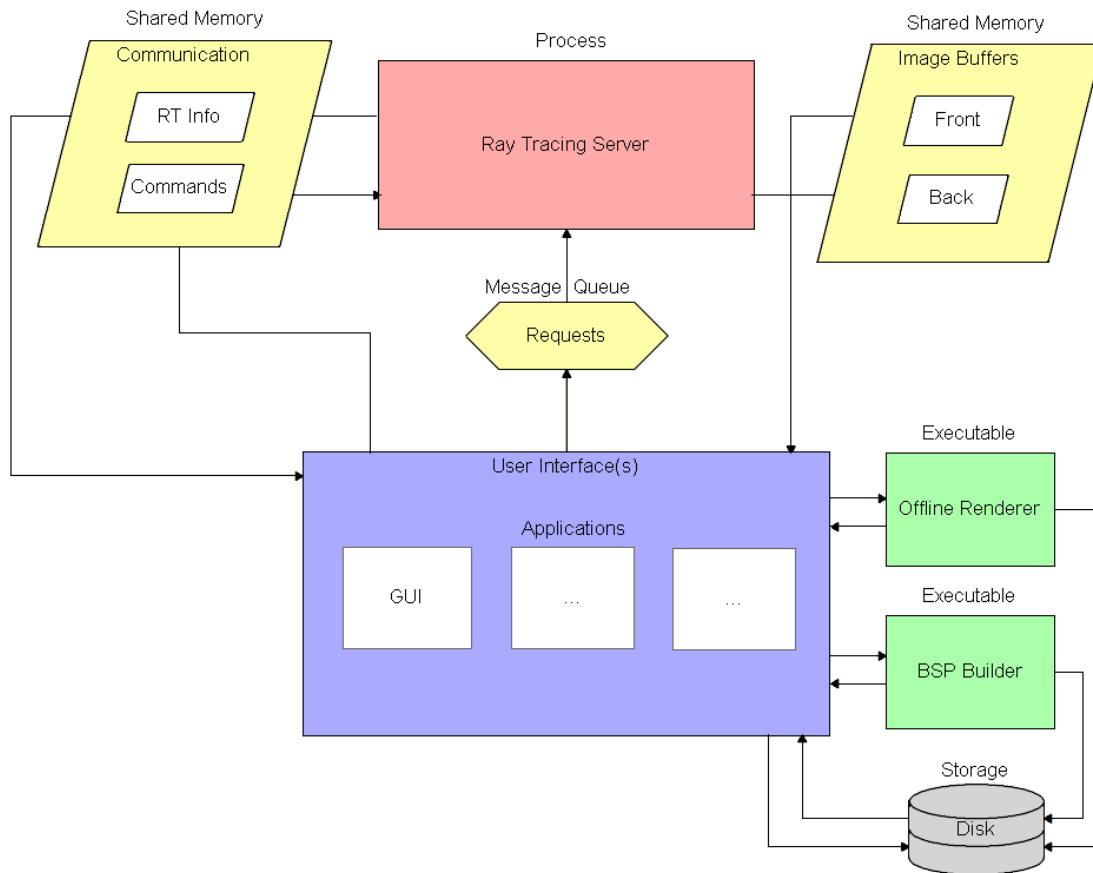 Shared Memory
Communication
RT Info
Commands
Process
Ray Tracing Server
Shared Memory
Image Buffers
Front
Back
Message Queue
Requests
User Interface(s)
Applications
GUI
...
...
Executable
Offline Renderer
Executable
BSP Builder
Storage
Disk